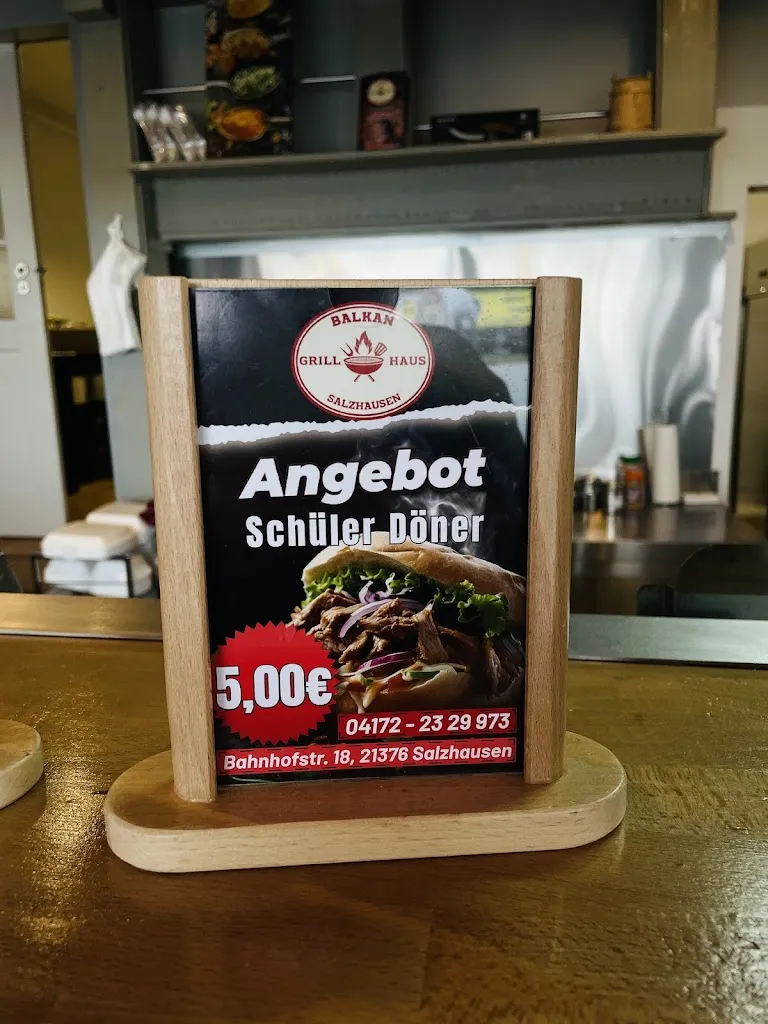 BALKAN
GRILL HAUS
SALZHAUSEN
Angebot
Schüler Döner
5,00€
04172 - 23 29 973
Bahnhofstr. 18, 21376 Salzhausen